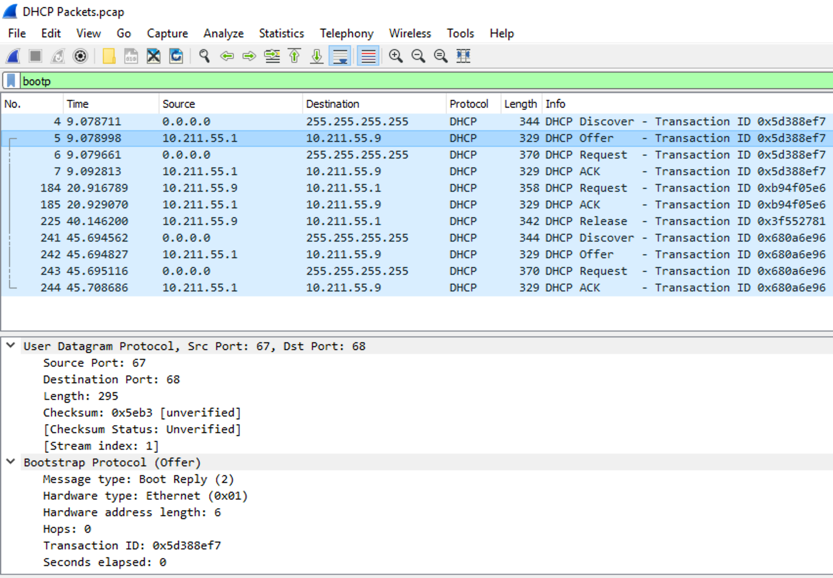 DHCP Packets.pcap
File Edit View Go Capture Analyze Statistics Telephony Wireless Tools Help
bootp
No. Time Source Destination Protocol Length Info
4 9.078711 0.0.0.0 255.255.255.255 DHCP 344 DHCP Discover - Transaction ID 0x5d388ef7
5 9.078998 10.211.55.1 10.211.55.9 DHCP 329 DHCP Offer - Transaction ID 0x5d388ef7
6 9.079661 0.0.0.0 255.255.255.255 DHCP 370 DHCP Request - Transaction ID 0x5d388ef7
7 9.092813 10.211.55.1 10.211.55.9 DHCP 329 DHCP ACK - Transaction ID 0x5d388ef7
184 20.916789 10.211.55.9 10.211.55.1 DHCP 358 DHCP Request - Transaction ID 0xb94f05e6
185 20.929070 10.211.55.1 10.211.55.9 DHCP 329 DHCP ACK - Transaction ID 0xb94f05e6
225 40.146200 10.211.55.9 10.211.55.1 DHCP 342 DHCP Release - Transaction ID 0x3f552781
241 45.694562 0.0.0.0 255.255.255.255 DHCP 344 DHCP Discover - Transaction ID 0x680a6e96
242 45.694827 10.211.55.1 10.211.55.9 DHCP 329 DHCP Offer - Transaction ID 0x680a6e96
243 45.695116 0.0.0.0 255.255.255.255 DHCP 370 DHCP Request - Transaction ID 0x680a6e96
244 45.708686 10.211.55.1 10.211.55.9 DHCP 329 DHCP ACK - Transaction ID 0x680a6e96
User Datagram Protocol, Src Port: 67, Dst Port: 68
Source Port: 67
Destination Port: 68
Length: 295
Checksum: 0x5eb3 [unverified]
[Checksum Status: Unverified]
[Stream index: 1]
Bootstrap Protocol (Offer)
Message type: Boot Reply (2)
Hardware type: Ethernet (0x01)
Hardware address length: 6
Hops: 0
Transaction ID: 0x5d388ef7
Seconds elapsed: 0